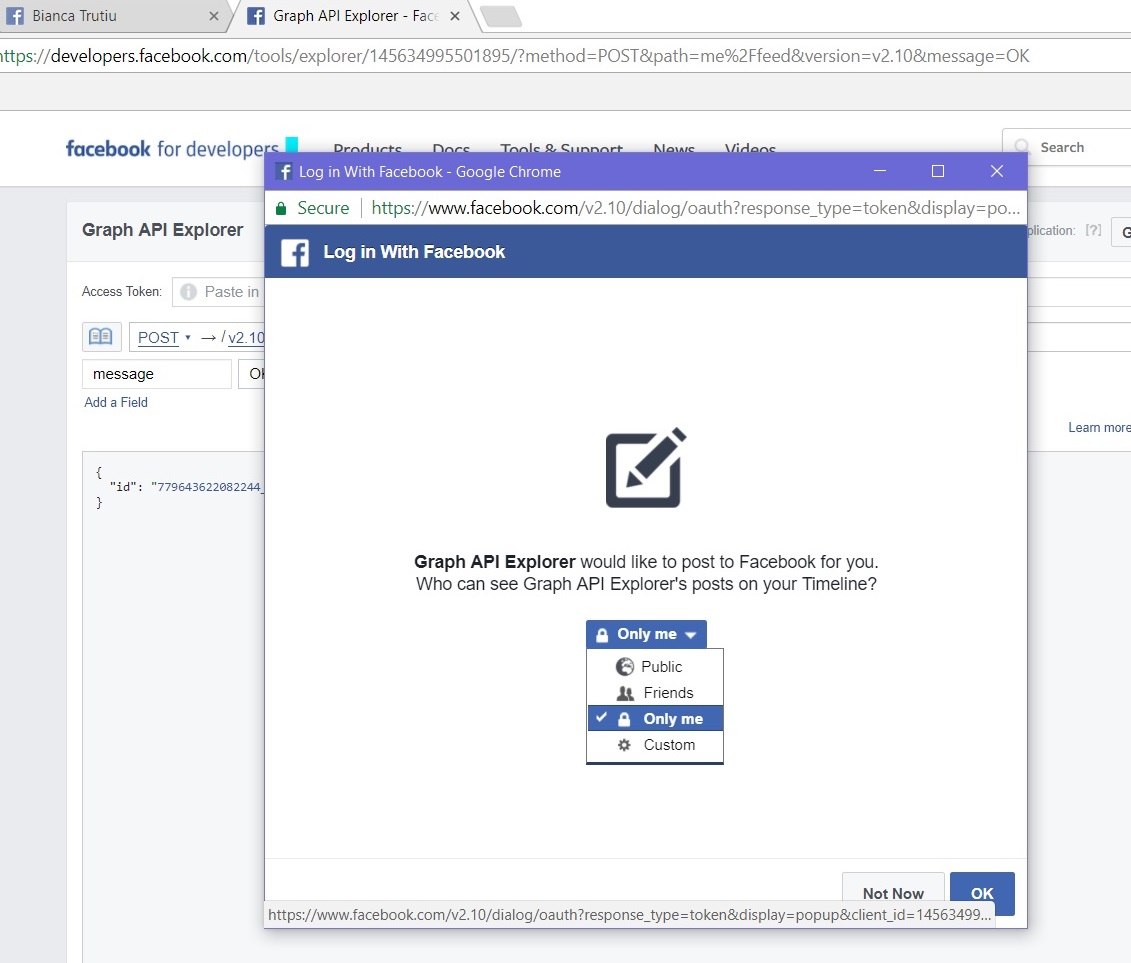 Bianca Trutiu
Graph API Explorer - Face
https://developers.facebook.com/tools/explorer/145634995501895/?method=POST&path=me%2Ffeed&version=v2.10&message=OK
facebook for developers
Products Docs Tools & Support News Videos
Search
Log in With Facebook - Google Chrome
Secure
https://www.facebook.com/v2.10/dialog/oauth?response_type=token&display=po...
Graph API Explorer
plication: [?]
G
Log in With Facebook
Access Token: Paste in
POST → / v2.10
message
Add a Field
Learn more
{
"id": "779643622082244_
}
Graph API Explorer would like to post to Facebook for you.
Who can see Graph API Explorer's posts on your Timeline?
Only me
Public
Friends
Only me
Custom
Not Now
OK
https://www.facebook.com/v2.10/dialog/oauth?response_type=token&display=popup&client_id=14563499...